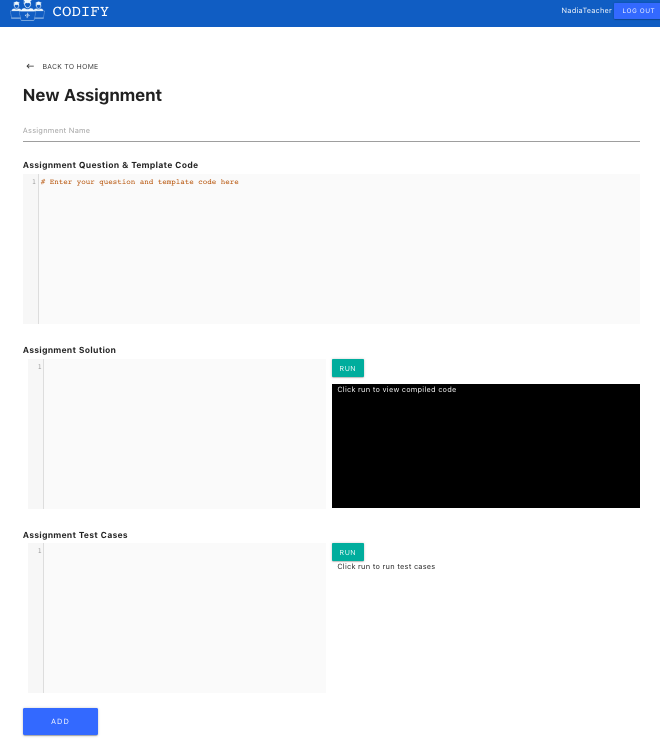 CODIFY
NadiaTeacher LOG OUT
← BACK TO HOME
New Assignment
Assignment Name
Assignment Question & Template Code
1 # Enter your question and template code here
Assignment Solution
1
RUN
Click run to view compiled code
Assignment Test Cases
1
RUN
Click run to run test cases
ADD